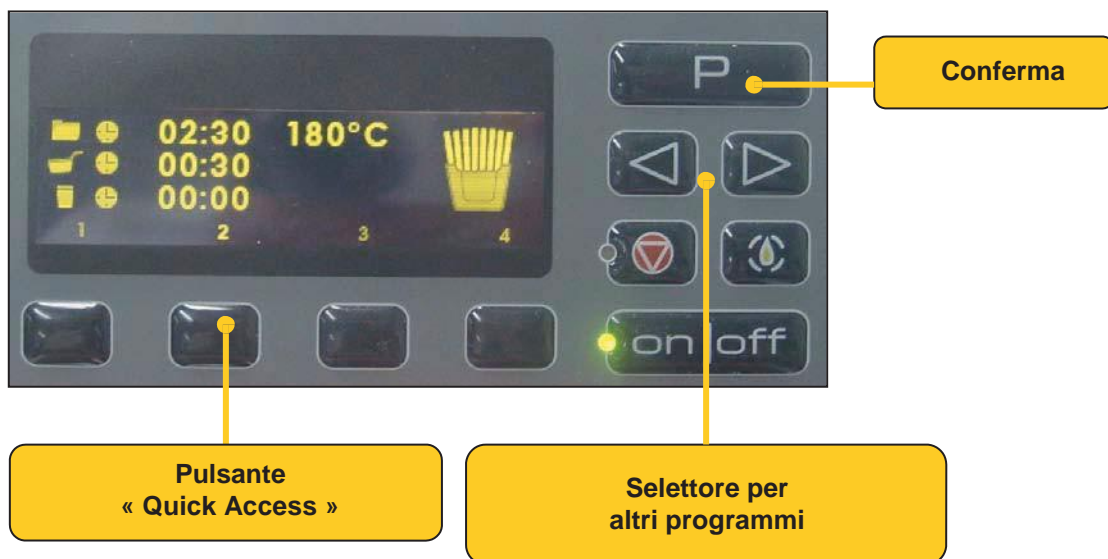 P
Conferma
02:30 180°C
00:30
00:00
1 2 3 4
on off
Pulsante
« Quick Access »
Selettore per
altri programmi